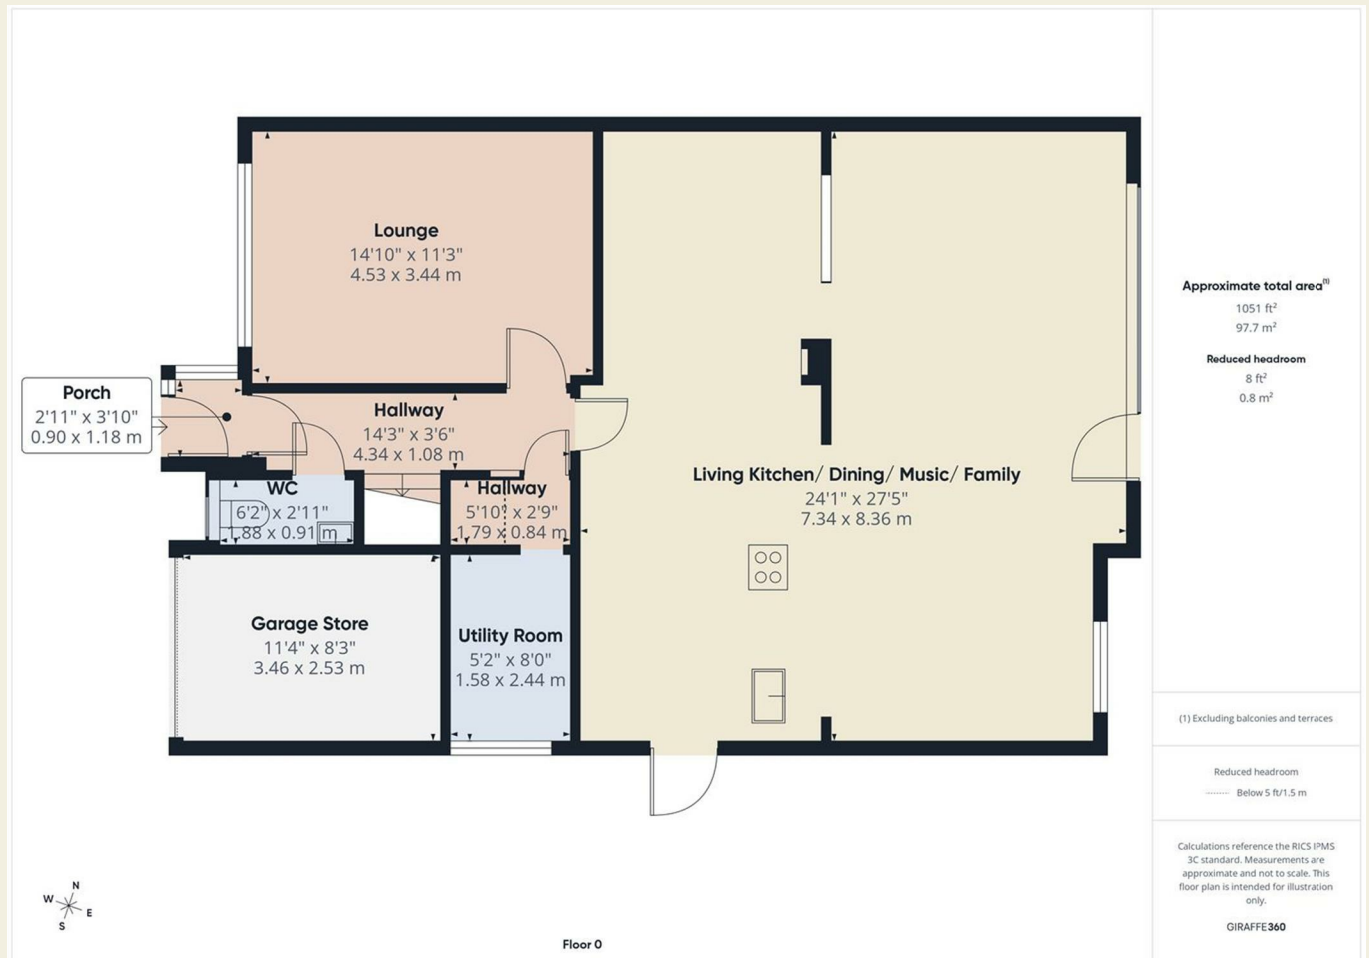 Lounge
14'10" x 11'3"
4.53 x 3.44 m
Porch
2'11" x 3'10"
0.90 x 1.18 m
Hallway
14'3" x 3'6"
4.34 x 1.08 m
WC
6'2" x 2'11"
1.88 x 0.91 m
Hallway
5'10" x 2'9"
1.79 x 0.84 m
Living Kitchen/ Dining/ Music/ Family
24'1" x 27'5"
7.34 x 8.36 m
Garage Store
11'4" x 8'3"
3.46 x 2.53 m
Utility Room
5'2" x 8'0"
1.58 x 2.44 m
N
W
E
S
Floor 0
Approximate total area(1)
1051 ft²
97.7 m²
Reduced headroom
8 ft²
0.8 m²
(1) Excluding balconies and terraces
Reduced headroom
Below 5 ft/1.5 m
Calculations reference the RICS IPMS
3C standard. Measurements are
approximate and not to scale. This
floor plan is intended for illustration
only.
GIRAFFE360